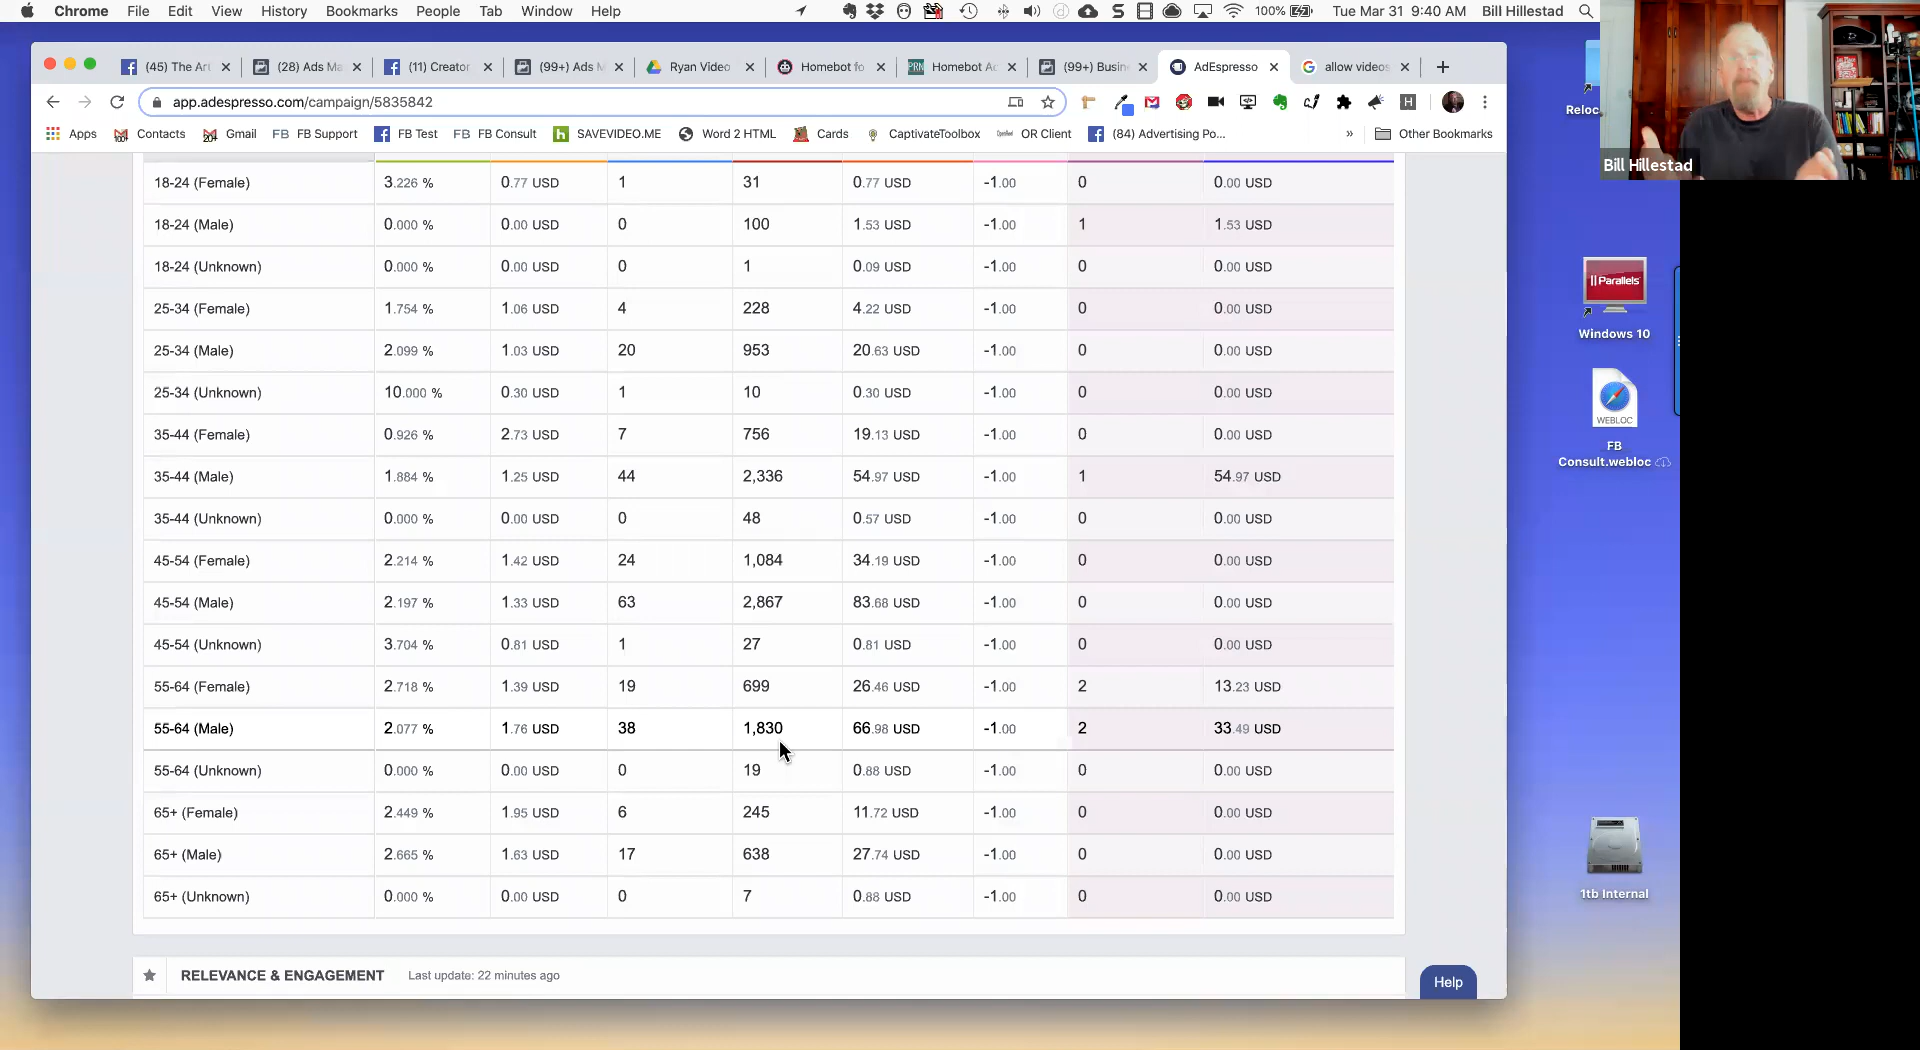 Chrome File Edit View History Bookmarks People Tab Window Help 100% Tue Mar 31 9:40 AM Bill Hillestad
(45) The Art (28) Ads Ma (11) Creator (99+) Ads M Ryan Video Homebot fo Homebot Ad (99+) Busin AdEspresso allow videos
app.adespresso.com/campaign/5835842
Apps Contacts Gmail FB Support FB Test FB Consult SAVEVIDEO.ME Word 2 HTML Cards CaptivateToolbox OR Client (84) Advertising Po... » Other Bookmarks
18-24 (Female) 3.226 % 0.77 USD 1 31 0.77 USD -1.00 0 0.00 USD
18-24 (Male) 0.000 % 0.00 USD 0 100 1.53 USD -1.00 1 1.53 USD
18-24 (Unknown) 0.000 % 0.00 USD 0 1 0.09 USD -1.00 0 0.00 USD
25-34 (Female) 1.754 % 1.06 USD 4 228 4.22 USD -1.00 0 0.00 USD
25-34 (Male) 2.099 % 1.03 USD 20 953 20.63 USD -1.00 0 0.00 USD
25-34 (Unknown) 10.000 % 0.30 USD 1 10 0.30 USD -1.00 0 0.00 USD
35-44 (Female) 0.926 % 2.73 USD 7 756 19.13 USD -1.00 0 0.00 USD
35-44 (Male) 1.884 % 1.25 USD 44 2,336 54.97 USD -1.00 1 54.97 USD
35-44 (Unknown) 0.000 % 0.00 USD 0 48 0.57 USD -1.00 0 0.00 USD
45-54 (Female) 2.214 % 1.42 USD 24 1,084 34.19 USD -1.00 0 0.00 USD
45-54 (Male) 2.197 % 1.33 USD 63 2,867 83.68 USD -1.00 0 0.00 USD
45-54 (Unknown) 3.704 % 0.81 USD 1 27 0.81 USD -1.00 0 0.00 USD
55-64 (Female) 2.718 % 1.39 USD 19 699 26.46 USD -1.00 2 13.23 USD
55-64 (Male) 2.077 % 1.76 USD 38 1,830 66.98 USD -1.00 2 33.49 USD
55-64 (Unknown) 0.000 % 0.00 USD 0 19 0.88 USD -1.00 0 0.00 USD
65+ (Female) 2.449 % 1.95 USD 6 245 11.72 USD -1.00 0 0.00 USD
65+ (Male) 2.665 % 1.63 USD 17 638 27.74 USD -1.00 0 0.00 USD
65+ (Unknown) 0.000 % 0.00 USD 0 7 0.88 USD -1.00 0 0.00 USD
RELEVANCE & ENGAGEMENT Last update: 22 minutes ago
Help
Bill Hillestad
Reloc
Parallels
Windows 10
WEBLOC
FB
Consult.webloc
1tb Internal